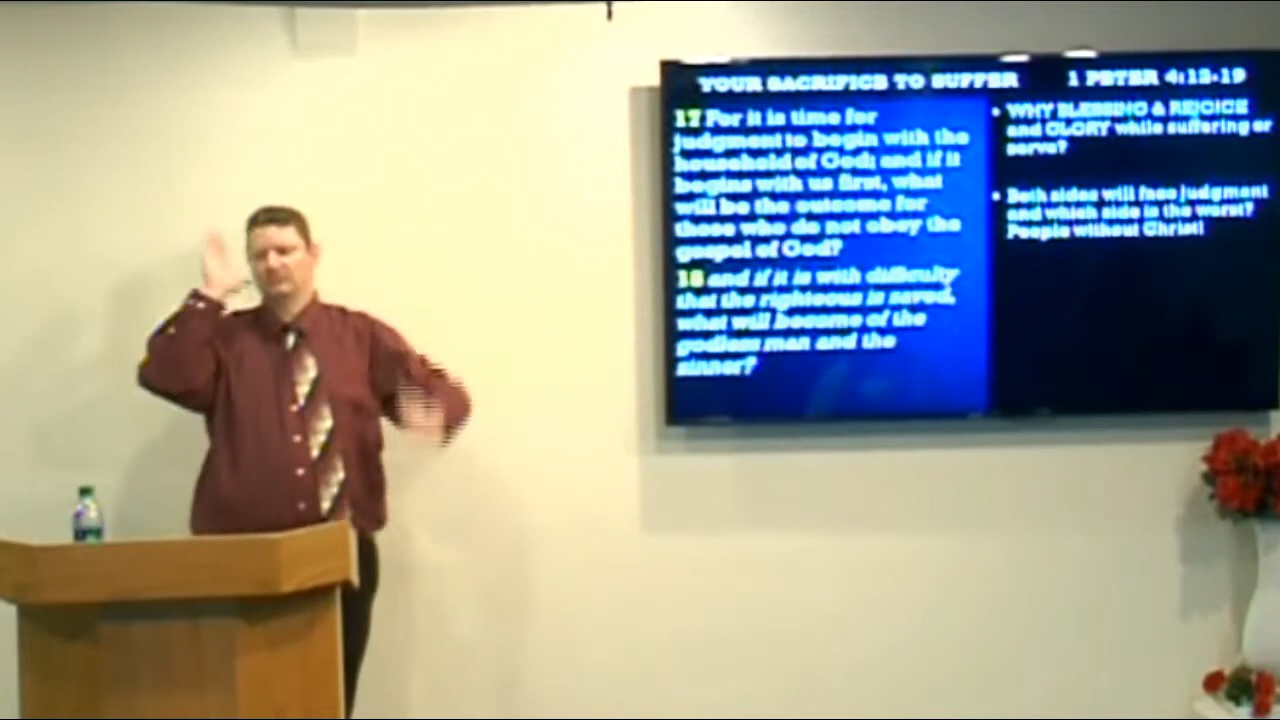 YOUR SACRIFICE TO SUFFER 1 PETER 4:12-19
17 For it is time for
judgment to begin with the
household of God; and if it
begins with us first, what
will be the outcome for
those who do not obey the
gospel of God?
18 and if it is with difficulty
that the righteous is saved,
what will become of the
godless man and the
sinner?
• WHY BLESSING & REJOICE
and GLORY while suffering or
serve?
• Both sides will face judgment
and which side is the worst?
People without Christ!